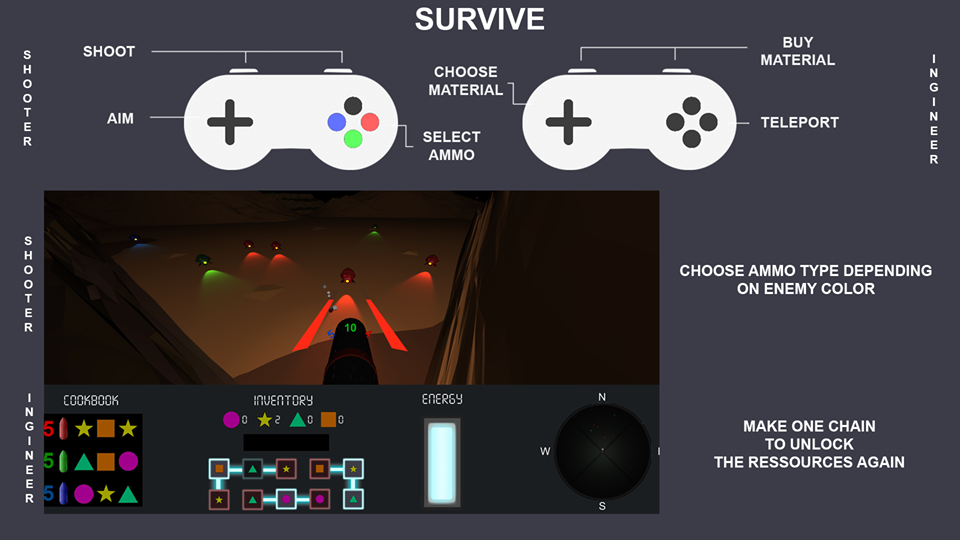 SURVIVE
SHOOTER
SHOOT
AIM
SELECT
AMMO
CHOOSE
MATERIAL
BUY
MATERIAL
TELEPORT
INGINEER
SHOOTER
10
CHOOSE AMMO TYPE DEPENDING
ON ENEMY COLOR
INGINEER
COOKBOOK
5
5
5
INVENTORY
0 2 0 0
ENERGY
N
W
S
MAKE ONE CHAIN
TO UNLOCK
THE RESSOURCES AGAIN